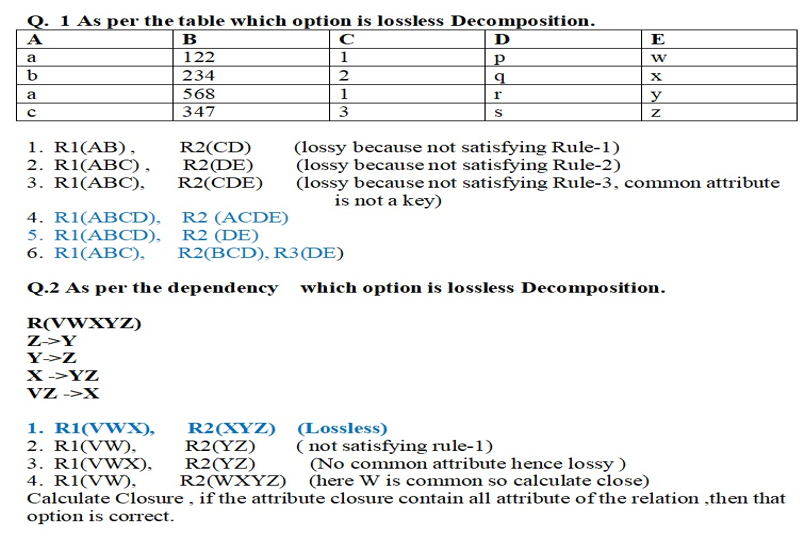 Q. 1 As per the table which option is lossless Decomposition.
A B C D E
a 122 1 p w
b 234 2 q x
a 568 1 r y
c 347 3 s z
1. R1(AB) , R2(CD) (lossy because not satisfying Rule-1)
2. R1(ABC) , R2(DE) (lossy because not satisfying Rule-2)
3. R1(ABC), R2(CDE) (lossy because not satisfying Rule-3, common attribute
is not a key)
4. R1(ABCD), R2 (ACDE)
5. R1(ABCD), R2 (DE)
6. R1(ABC), R2(BCD), R3(DE)
Q.2 As per the dependency which option is lossless Decomposition.
R(VWXYZ)
Z->Y
Y->Z
X ->YZ
VZ ->X
1. R1(VWX), R2(XYZ) (Lossless)
2. R1(VW), R2(YZ) ( not satisfying rule-1)
3. R1(VWX), R2(YZ) (No common attribute hence lossy )
4. R1(VW), R2(WXYZ) (here W is common so calculate close)
Calculate Closure , if the attribute closure contain all attribute of the relation ,then that
option is correct.